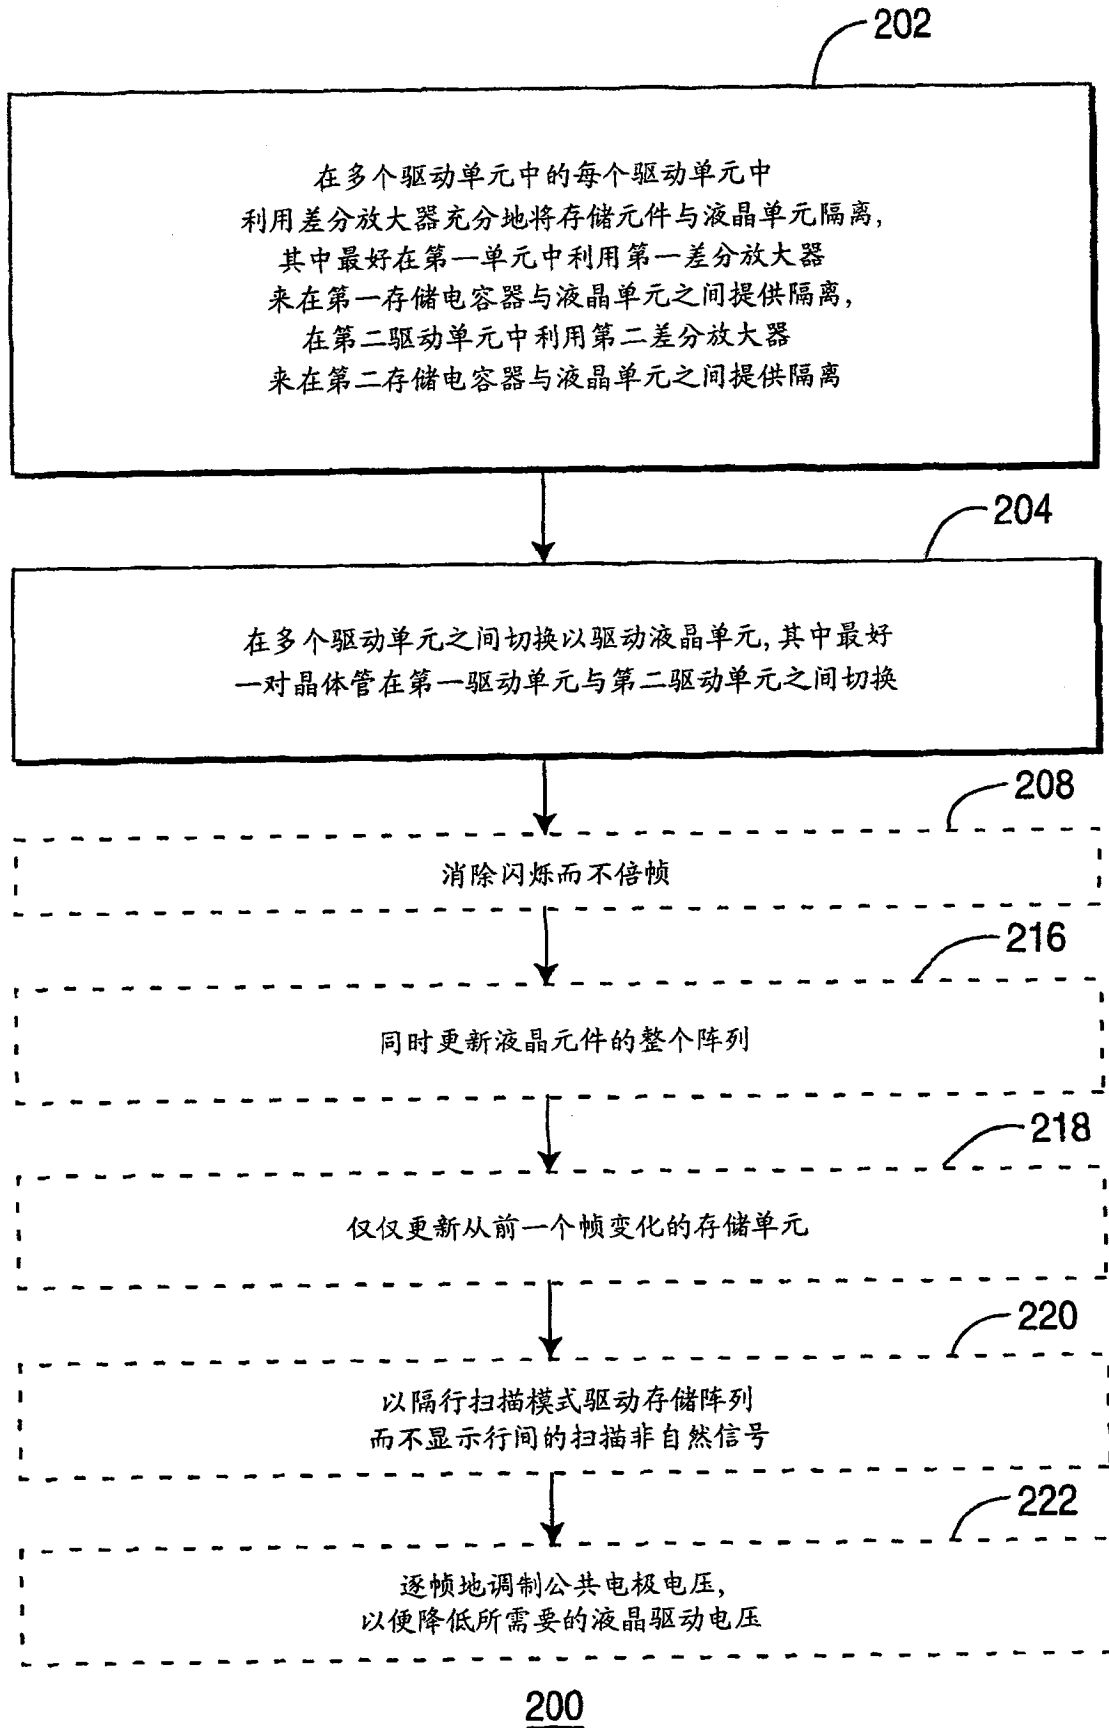 202
在多个驱动单元中的每个驱动单元中
利用差分放大器充分地将存储元件与液晶单元隔离,
其中最好在第一单元中利用第一差分放大器
来在第一存储电容器与液晶单元之间提供隔离,
在第二驱动单元中利用第二差分放大器
来在第二存储电容器与液晶单元之间提供隔离
204
在多个驱动单元之间切换以驱动液晶单元, 其中最好
一对晶体管在第一驱动单元与第二驱动单元之间切换
208
消除闪烁而不倍帧
216
同时更新液晶元件的整个阵列
218
仅仅更新从前一个帧变化的存储单元
220
以隔行扫描模式驱动存储阵列
而不显示行间的扫描非自然信号
222
逐帧地调制公共电极电压,
以便降低所需要的液晶驱动电压
200